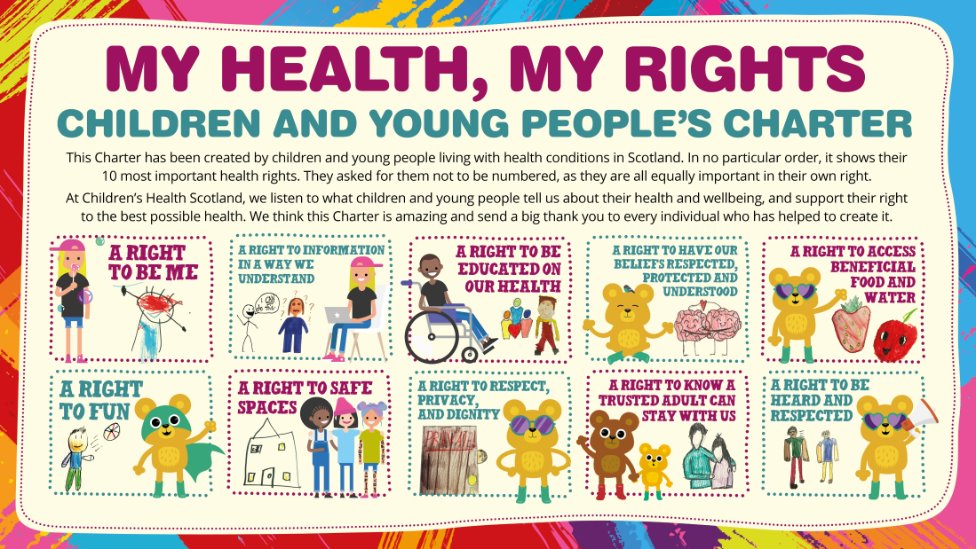 MY HEALTH, MY RIGHTS
CHILDREN AND YOUNG PEOPLE'S CHARTER
This Charter has been created by children and young people living with health conditions in Scotland. In no particular order, it shows their
10 most important health rights. They asked for them not to be numbered, as they are all equally important in their own right.
At Children's Health Scotland, we listen to what children and young people tell us about their health and wellbeing, and support their right
to the best possible health. We think this Charter is amazing and send a big thank you to every individual who has helped to create it.
A RIGHT
TO BE ME
A RIGHT TO INFORMATION
IN A WAY WE
UNDERSTAND
A RIGHT TO BE
EDUCATED ON
OUR HEALTH
A RIGHT TO HAVE OUR
BELIEFS RESPECTED,
PROTECTED AND
UNDERSTOOD
A RIGHT TO ACCESS
BENEFICIAL
FOOD AND
WATER
A RIGHT
TO FUN
A RIGHT TO SAFE
SPACES
A RIGHT TO RESPECT,
PRIVACY,
AND DIGNITY
A RIGHT TO KNOW A
TRUSTED ADULT CAN
STAY WITH US
A RIGHT TO BE
HEARD AND
RESPECTED